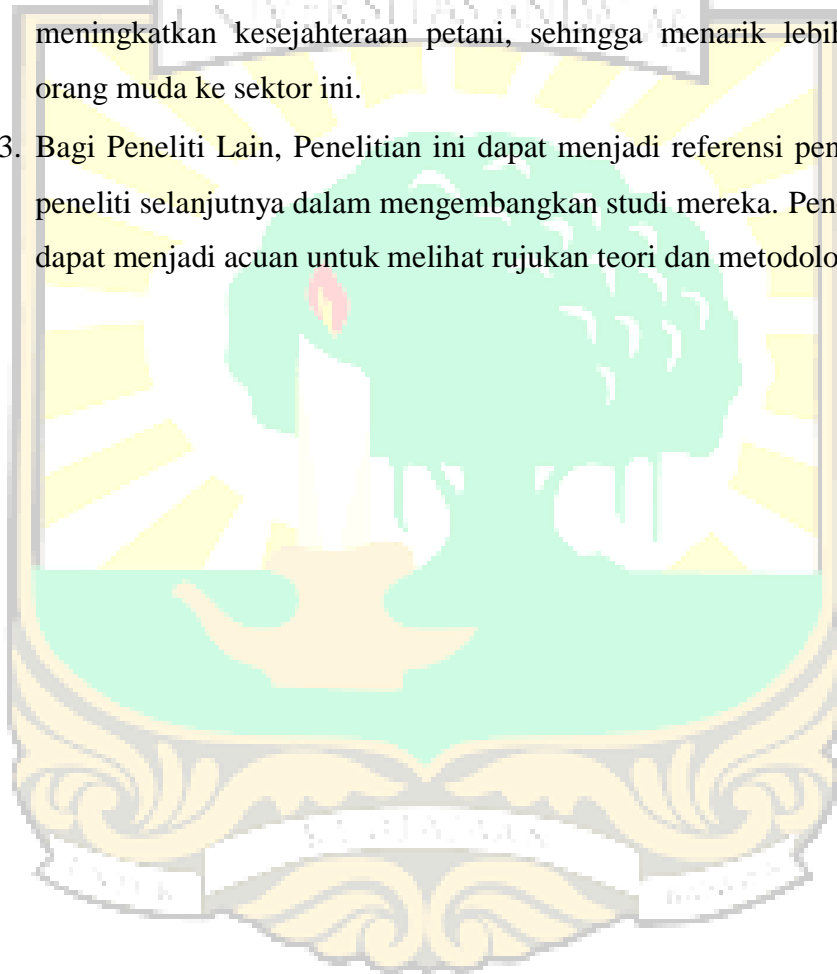 meningkatkan kesejahteraan petani, sehingga menarik lebih
orang muda ke sektor ini.
3. Bagi Peneliti Lain, Penelitian ini dapat menjadi referensi pen
peneliti selanjutnya dalam mengembangkan studi mereka. Pen
dapat menjadi acuan untuk melihat rujukan teori dan metodolo